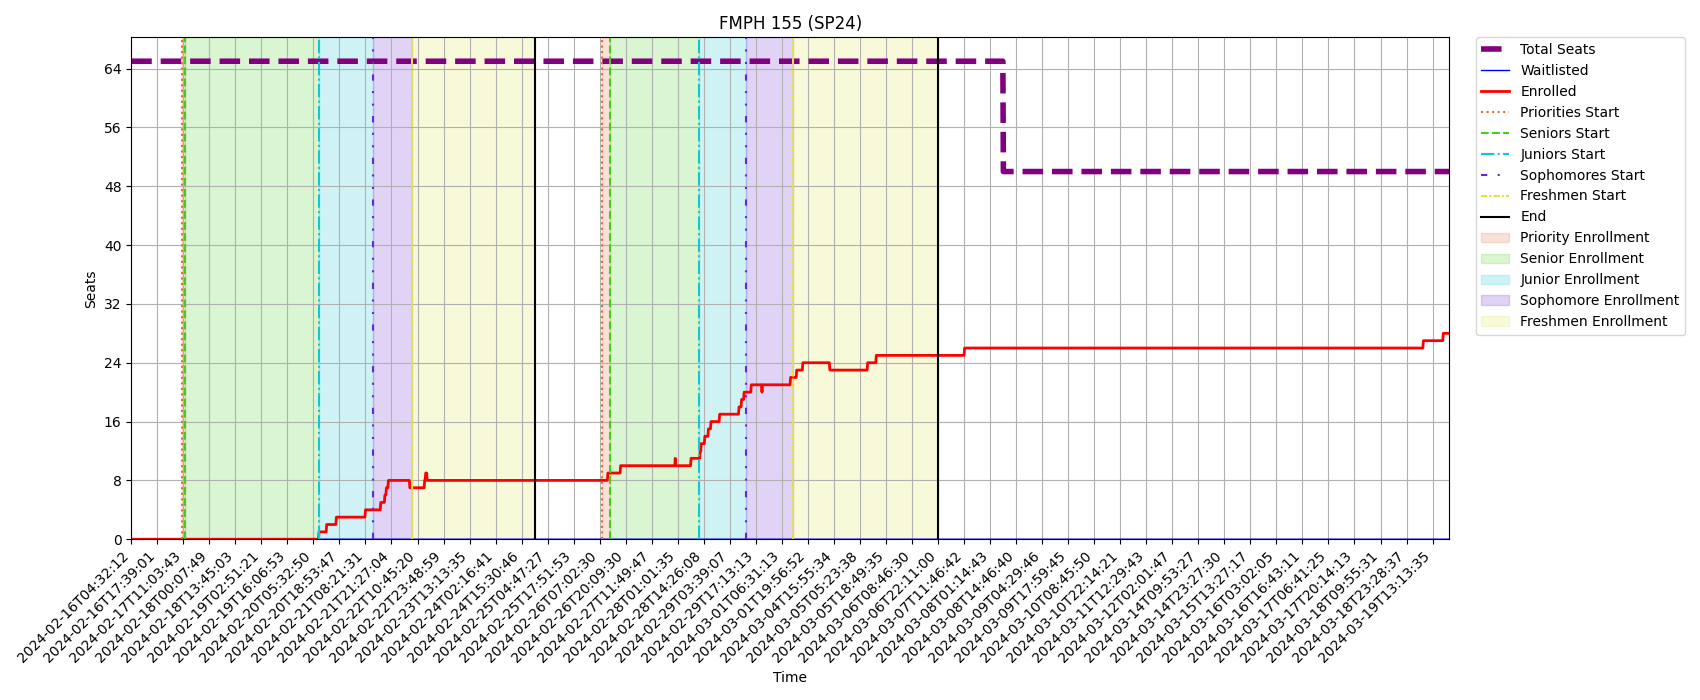 FMPH 155 (SP24)
Seats
64
56
48
40
32
24
16
8
0
2024-02-16T04:32:12
2024-02-16T17:39:01
2024-02-17T11:03:43
2024-02-18T00:07:49
2024-02-18T13:45:03
2024-02-19T02:51:21
2024-02-19T16:06:53
2024-02-20T05:32:50
2024-02-20T18:53:47
2024-02-21T08:21:31
2024-02-21T21:27:04
2024-02-22T10:45:20
2024-02-22T23:48:59
2024-02-23T13:13:35
2024-02-24T02:16:41
2024-02-24T15:30:46
2024-02-25T04:47:27
2024-02-25T17:51:53
2024-02-26T07:02:30
2024-02-26T20:09:30
2024-02-27T11:49:47
2024-02-28T01:01:35
2024-02-28T14:26:08
2024-02-29T03:39:07
2024-02-29T17:13:13
2024-03-01T06:31:13
2024-03-01T19:56:52
2024-03-04T15:55:34
2024-03-05T05:23:38
2024-03-05T18:49:35
2024-03-06T08:46:30
2024-03-06T22:11:00
2024-03-07T11:46:42
2024-03-08T01:14:43
2024-03-08T14:46:40
2024-03-09T04:29:46
2024-03-09T17:59:45
2024-03-10T08:45:50
2024-03-10T22:14:21
2024-03-11T12:29:43
2024-03-12T02:01:47
2024-03-14T09:53:27
2024-03-14T23:27:30
2024-03-15T13:27:17
2024-03-16T03:02:05
2024-03-16T16:43:11
2024-03-17T06:41:25
2024-03-17T20:14:13
2024-03-18T09:55:31
2024-03-18T23:28:37
2024-03-19T13:13:35
Time
Total Seats
Waitlisted
Enrolled
Priorities Start
Seniors Start
Juniors Start
Sophomores Start
Freshmen Start
End
Priority Enrollment
Senior Enrollment
Junior Enrollment
Sophomore Enrollment
Freshmen Enrollment